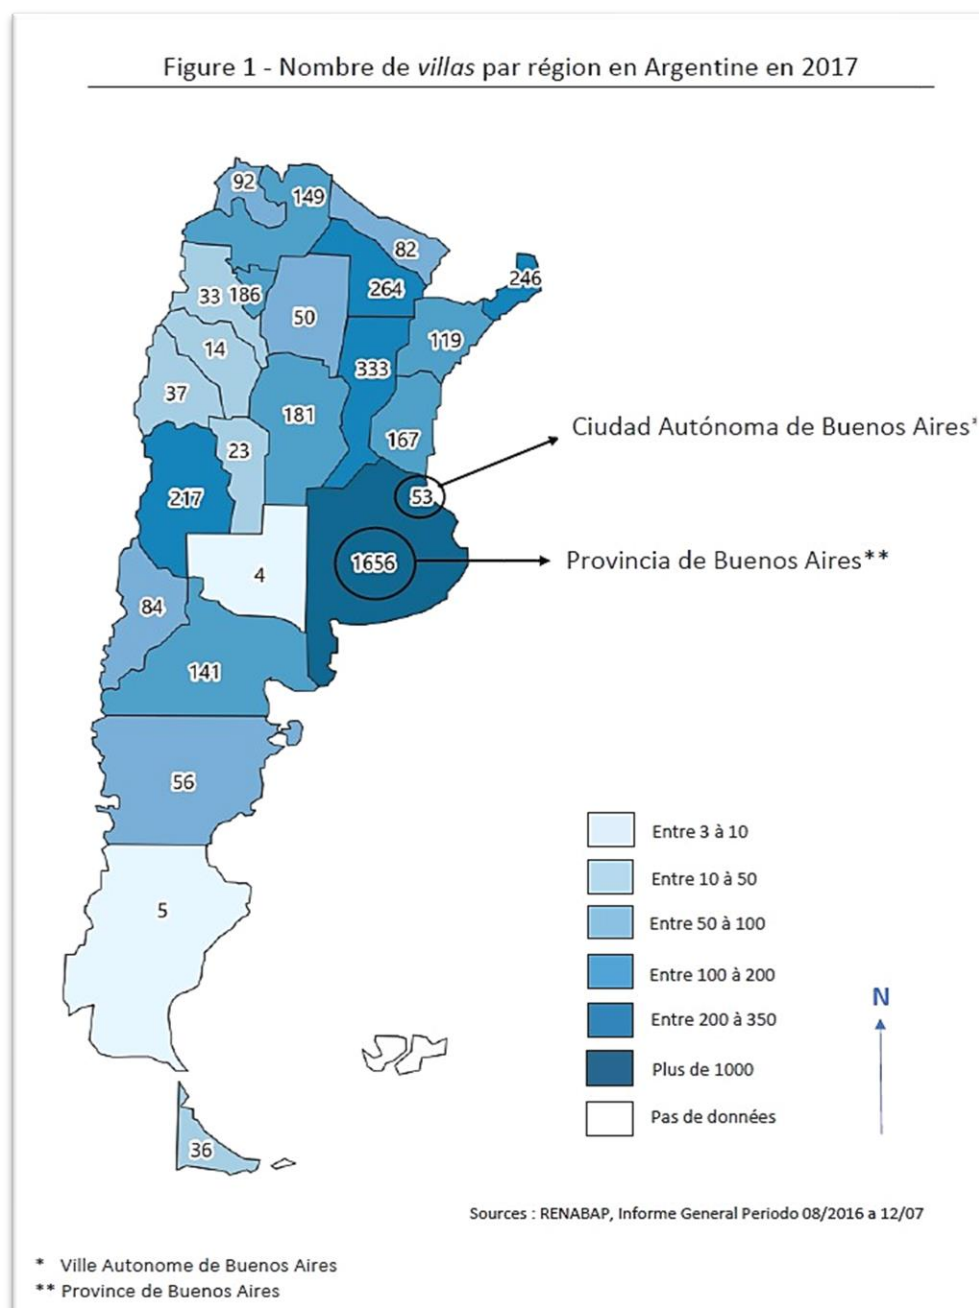 Figure 1 - Nombre de villas par région en Argentine en 2017
92
149
82
246
33
186
264
50
119
14
333
37
181
167
Ciudad Autónoma de Buenos Aires*
23
217
53
1656
Provincia de Buenos Aires**
4
84
141
56
Entre 3 à 10
Entre 10 à 50
5
Entre 50 à 100
Entre 100 à 200
N
Entre 200 à 350
Plus de 1000
Pas de données
36
Sources : RENABAP, Informe General Periodo 08/2016 a 12/07
* Ville Autonome de Buenos Aires
** Province de Buenos Aires